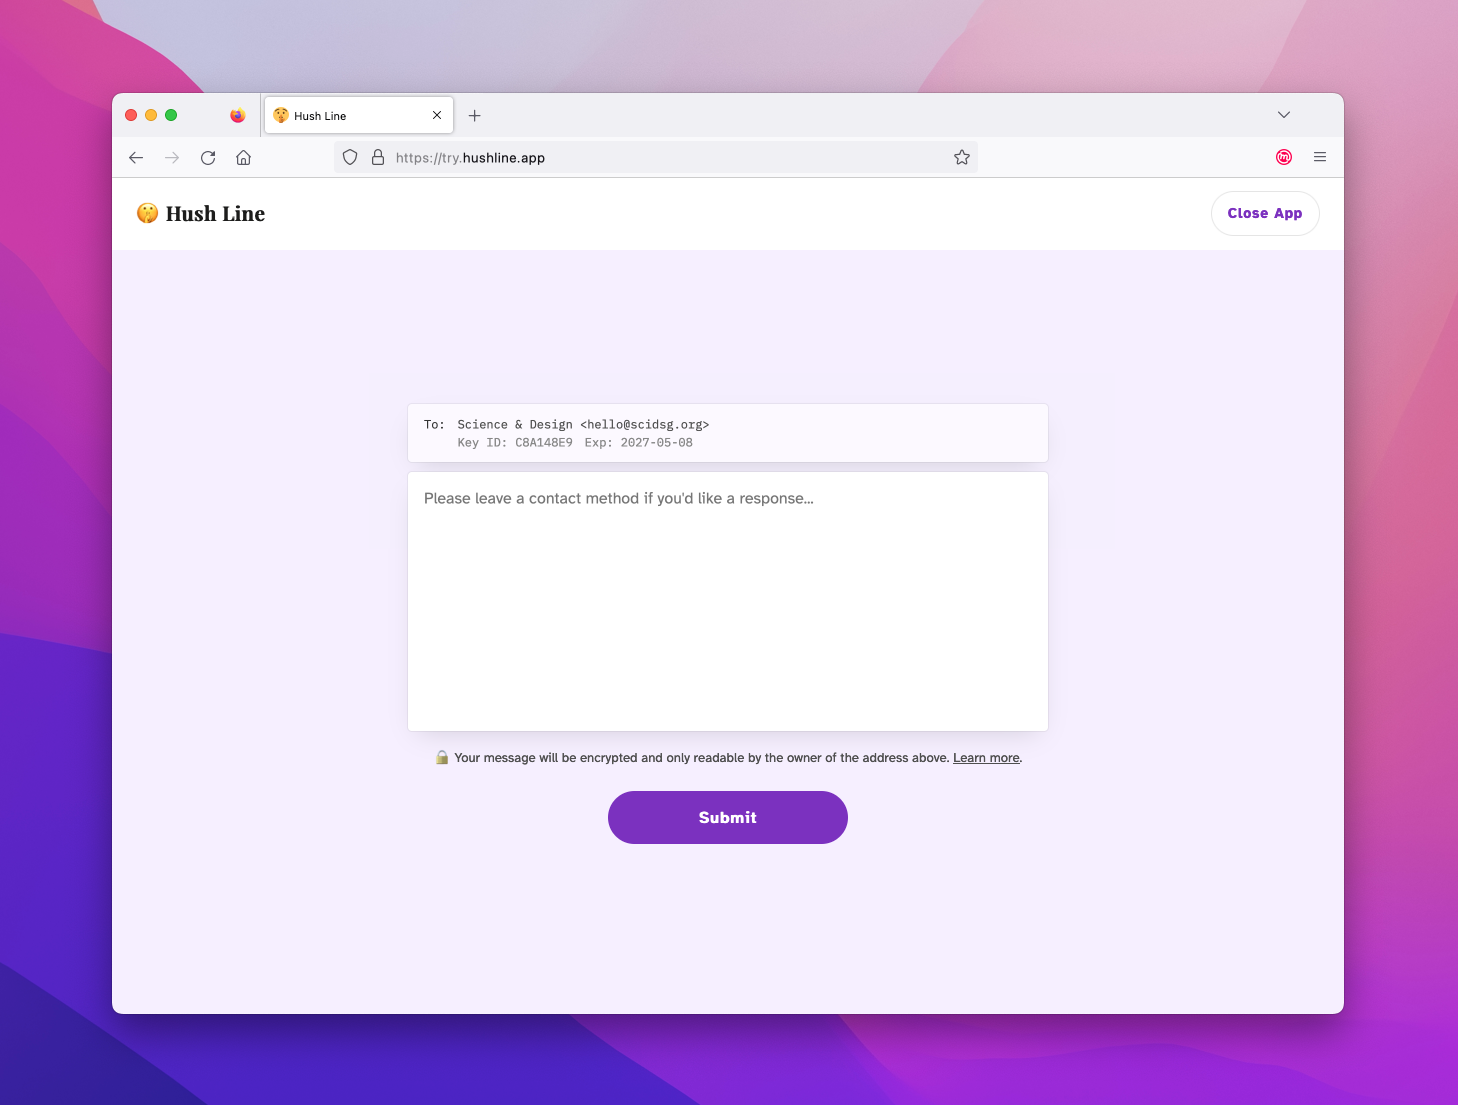 Hush Line
https://try.hushline.app
Hush Line
Close App
To: Science & Design <hello@scidsg.org>
Key ID: C8A148E9 Exp: 2027-05-08
Please leave a contact method if you'd like a response...
Your message will be encrypted and only readable by the owner of the address above. Learn more.
Submit